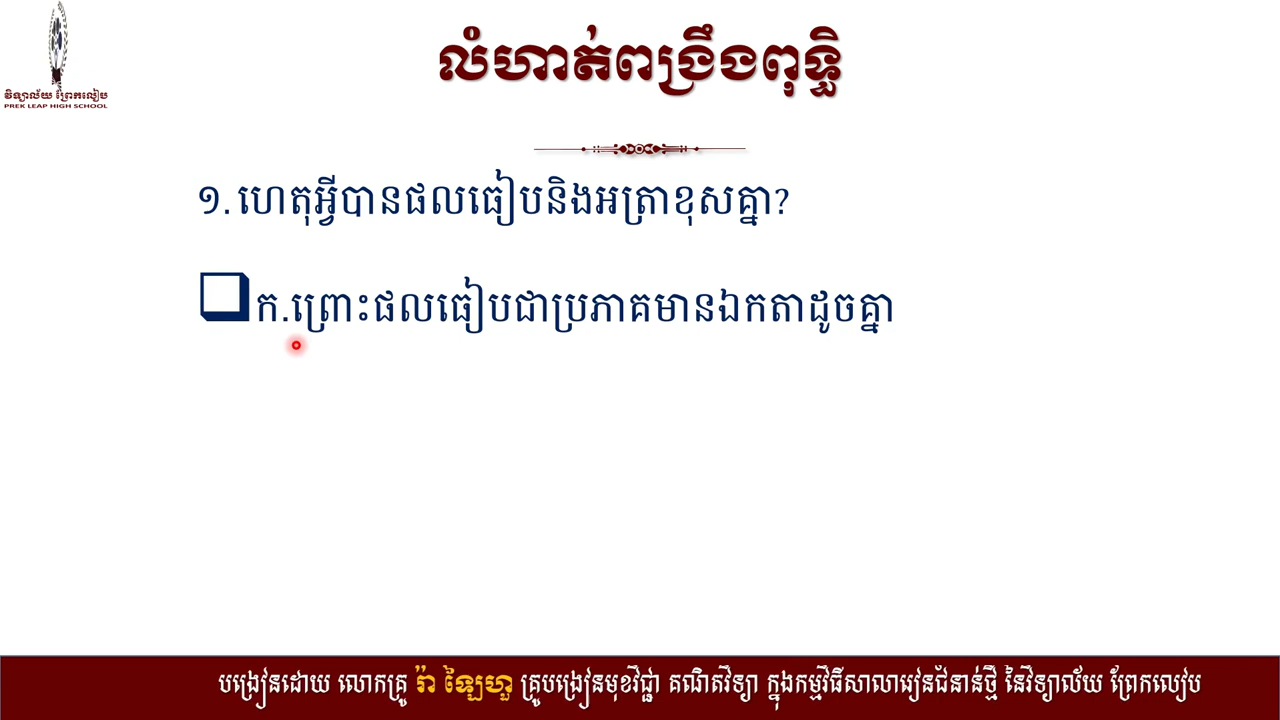 វិទ្យាល័យ ព្រែកលៀប
PREK LEAP HIGH SCHOOL
លំហាត់ពង្រឹងពុទ្ធិ
១. ហេតុអ្វីបានផលធៀបនិងអត្រាខុសគ្នា?
ក.ព្រោះផលធៀបជាប្រភាគមានឯកតាដូចគ្នា
បង្រៀនដោយ លោកគ្រូ រ៉ា ឡៃហួ គ្រូបង្រៀនមុខវិជ្ជា គណិតវិទ្យា ក្នុងកម្មវិធីសាលារៀនជំនាន់ថ្មី នៃវិទ្យាល័យ ព្រែកលៀប